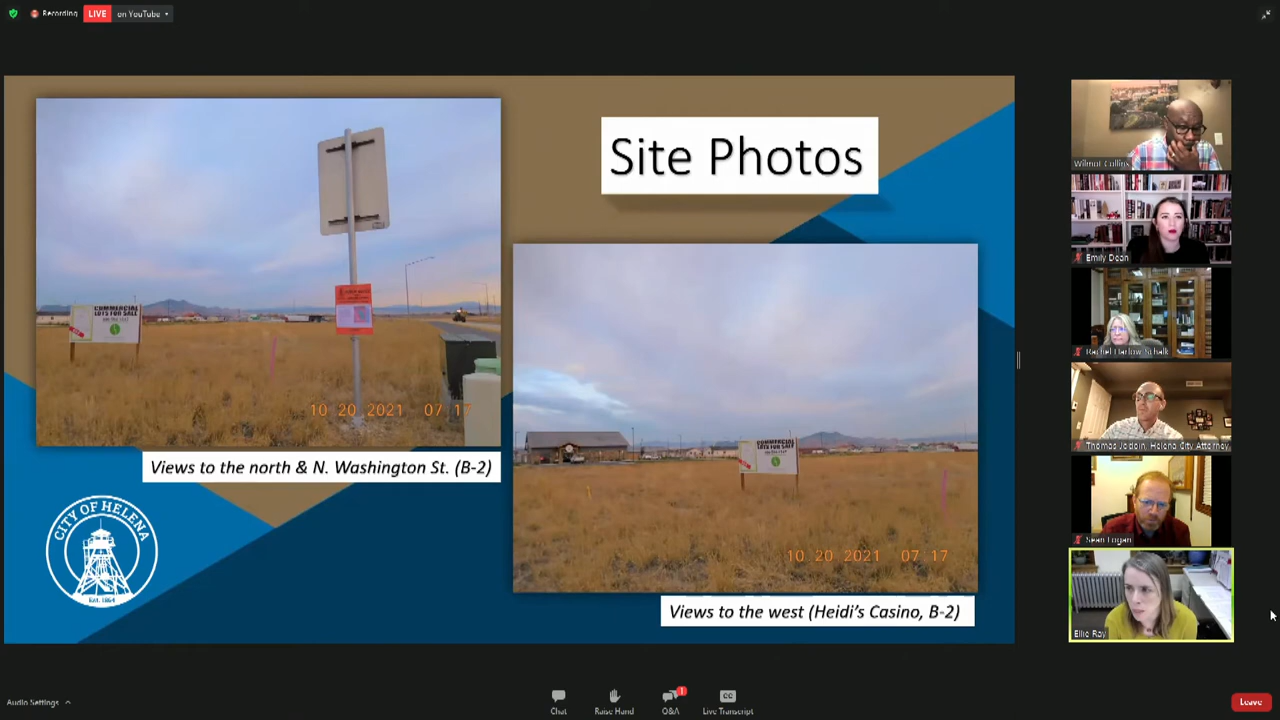 Recording
LIVE
on YouTube
Site Photos
COMMERCIAL
LOTS FOR SALE
10 20 2021 07 17
Views to the north & N. Washington St. (B-2)
COMMERCIAL
LOTS FOR SALE
10 20 2021 07 17
Views to the west (Heidi's Casino, B-2)
CITY OF HELENA
EST. 1864
Wilmot Collins
Emily Dean
Rachel Harlow Schalk
Thomas Jodoin, Helena City Attorney
Sean Logan
Ellie Ray
Audio Settings
Chat
Raise Hand
1
Q&A
CC
Live Transcript
Leave